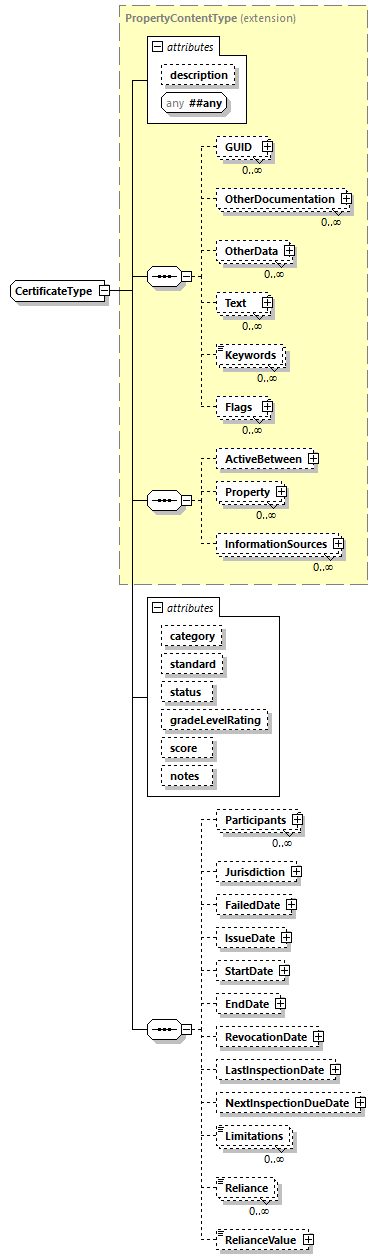 PropertyContentType (extension)
attributes
description
any ##any
GUID
0..∞
OtherDocumentation
0..∞
OtherData
0..∞
CertificateType
Text
0..∞
Keywords
0..∞
Flags
0..∞
ActiveBetween
Property
0..∞
InformationSources
0..∞
attributes
category
standard
status
gradeLevelRating
score
notes
Participants
0..∞
Jurisdiction
FailedDate
IssueDate
StartDate
EndDate
RevocationDate
LastInspectionDate
NextInspectionDueDate
Limitations
0..∞
Reliance
0..∞
RelianceValue